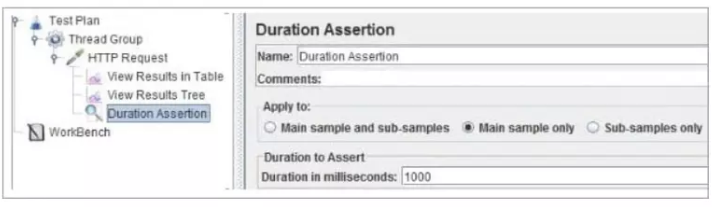 Test Plan
Thread Group
HTTP Request
View Results in Table
View Results Tree
Duration Assertion
WorkBench
Duration Assertion
Name: Duration Assertion
Comments:
Apply to:
Main sample and sub-samples Main sample only Sub-samples only
Duration to Assert
Duration in milliseconds: 1000